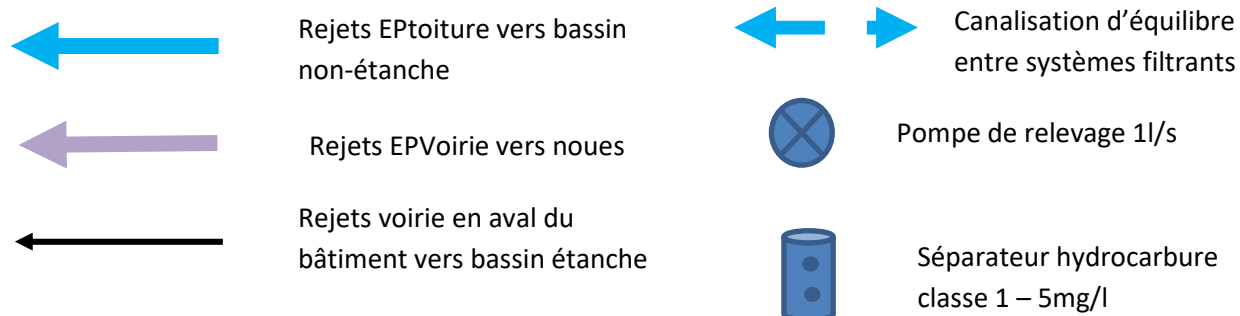 Rejets EPtoiture vers bassin
non-étanche
Rejets EPVoirie vers noues
Rejets voirie en aval du
bâtiment vers bassin étanche
Canalisation d’équilibre
entre systèmes filtrants
Pompe de relevage 1l/s
Séparateur hydrocarbure
classe 1 – 5mg/l